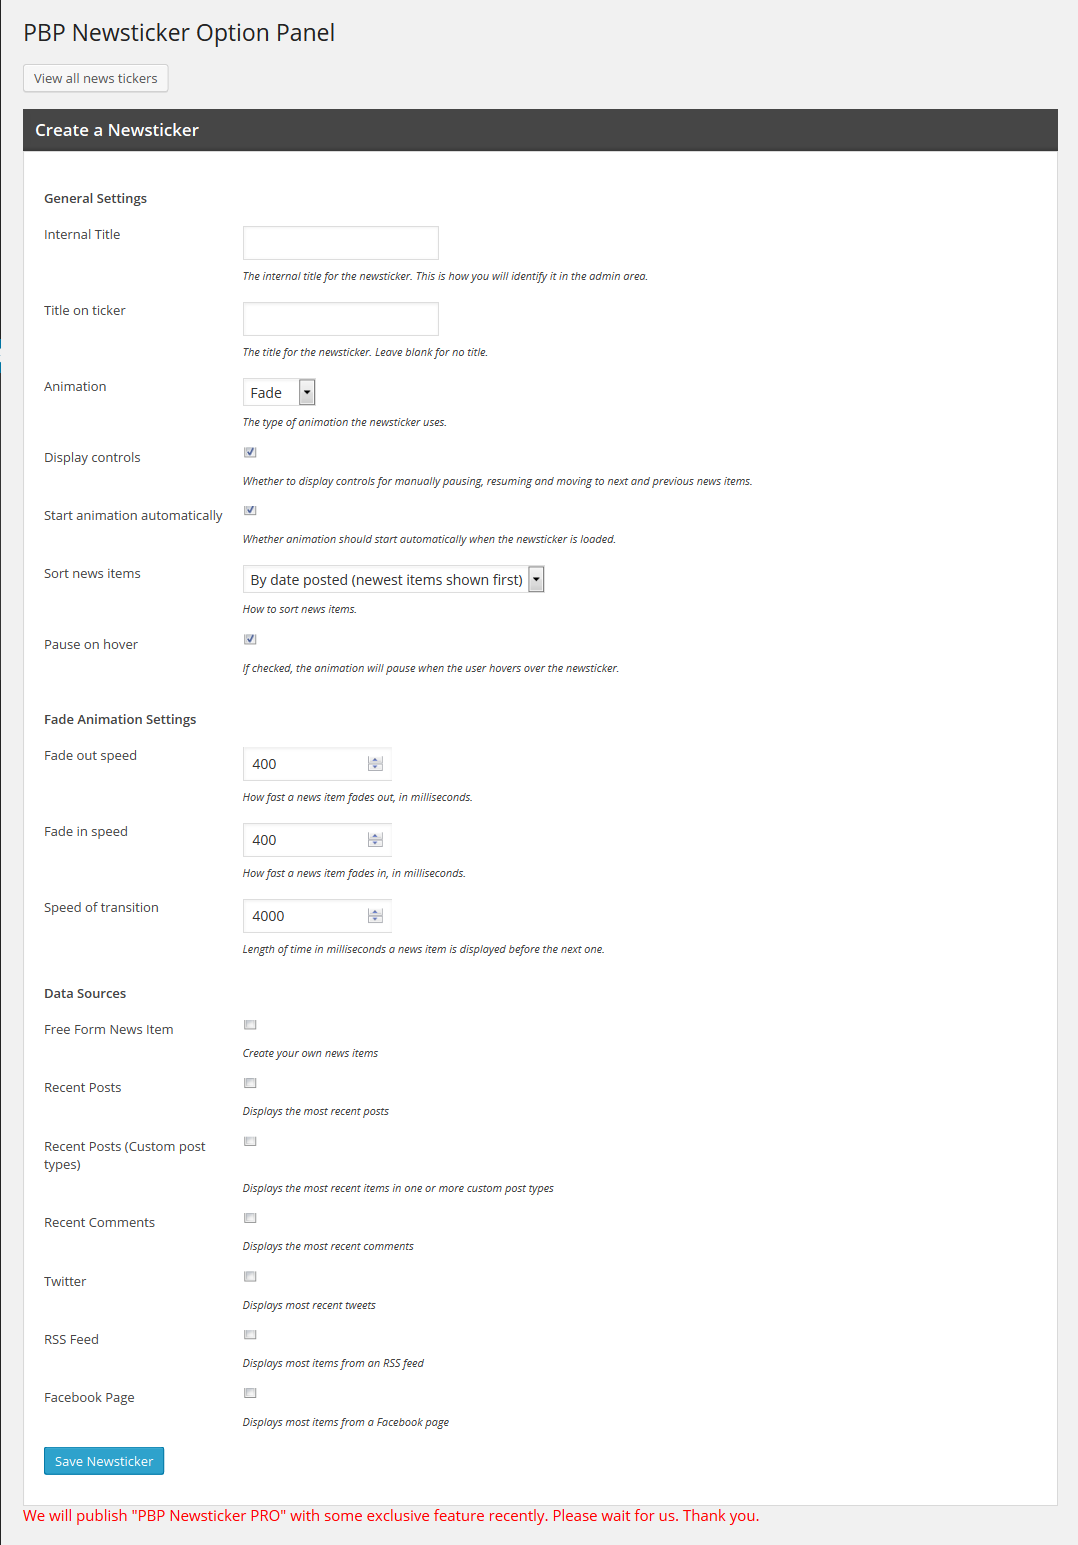 PBP Newsticker Option Panel
View all news tickers
Create a Newsticker
General Settings
Internal Title
The internal title for the newsticker. This is how you will identify it in the admin area.
Title on ticker
The title for the newsticker. Leave blank for no title.
Animation
Fade
The type of animation the newsticker uses.
Display controls
Whether to display controls for manually pausing, resuming and moving to next and previous news items.
Start animation automatically
Whether animation should start automatically when the newsticker is loaded.
Sort news items
By date posted (newest items shown first)
How to sort news items.
Pause on hover
If checked, the animation will pause when the user hovers over the newsticker.
Fade Animation Settings
Fade out speed
400
How fast a news item fades out, in milliseconds.
Fade in speed
400
How fast a news item fades in, in milliseconds.
Speed of transition
4000
Length of time in milliseconds a news item is displayed before the next one.
Data Sources
Free Form News Item
Create your own news items
Recent Posts
Displays the most recent posts
Recent Posts (Custom post
types)
Displays the most recent items in one or more custom post types
Recent Comments
Displays the most recent comments
Twitter
Displays most recent tweets
RSS Feed
Displays most items from an RSS feed
Facebook Page
Displays most items from a Facebook page
Save Newsticker
We will publish "PBP Newsticker PRO" with some exclusive feature recently. Please wait for us. Thank you.